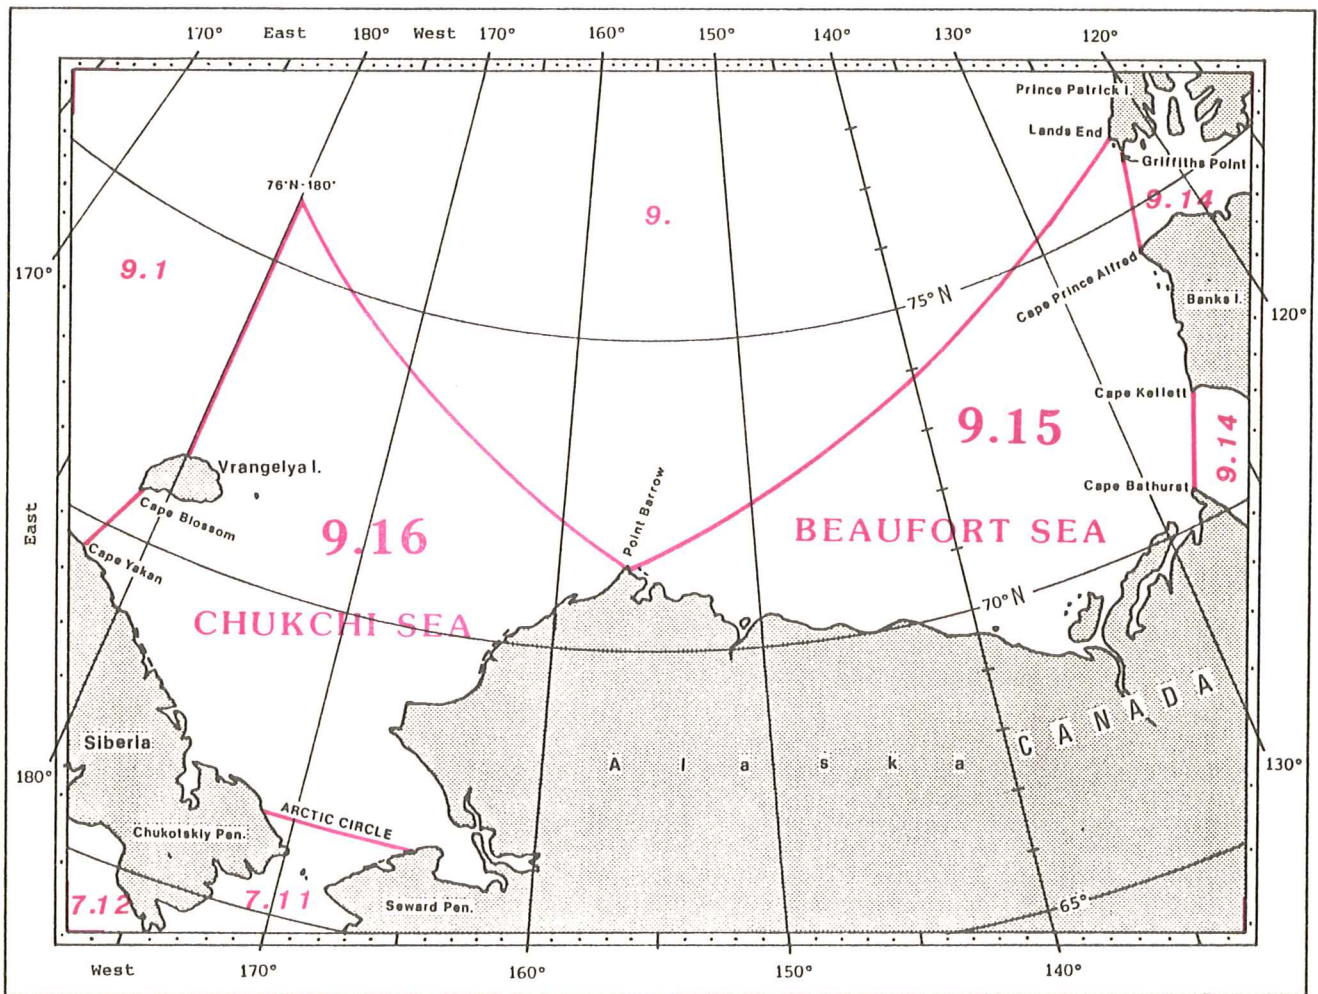 170° East 180° West 170° 160° 150° 140° 130° 120°
Prince Patrick I.
Lands End
Griffiths Point
76°N-180°
9.14
9.
9.1
Cape Prince Alfred
170°
75° N
Banks I.
120°
Cape Kellett
9.15
9.14
Vrangelya I.
Point Barrow
Cape Bathurst
Cape Blossom
East
9.16
BEAUFORT SEA
Cape Yakan
70° N
CHUKCHI SEA
CANADA
Siberia
Alaska
180°
130°
ARCTIC CIRCLE
Chukotskiy Pen.
7.12
7.11
Seward Pen.
65°
West 170° 160° 150° 140°